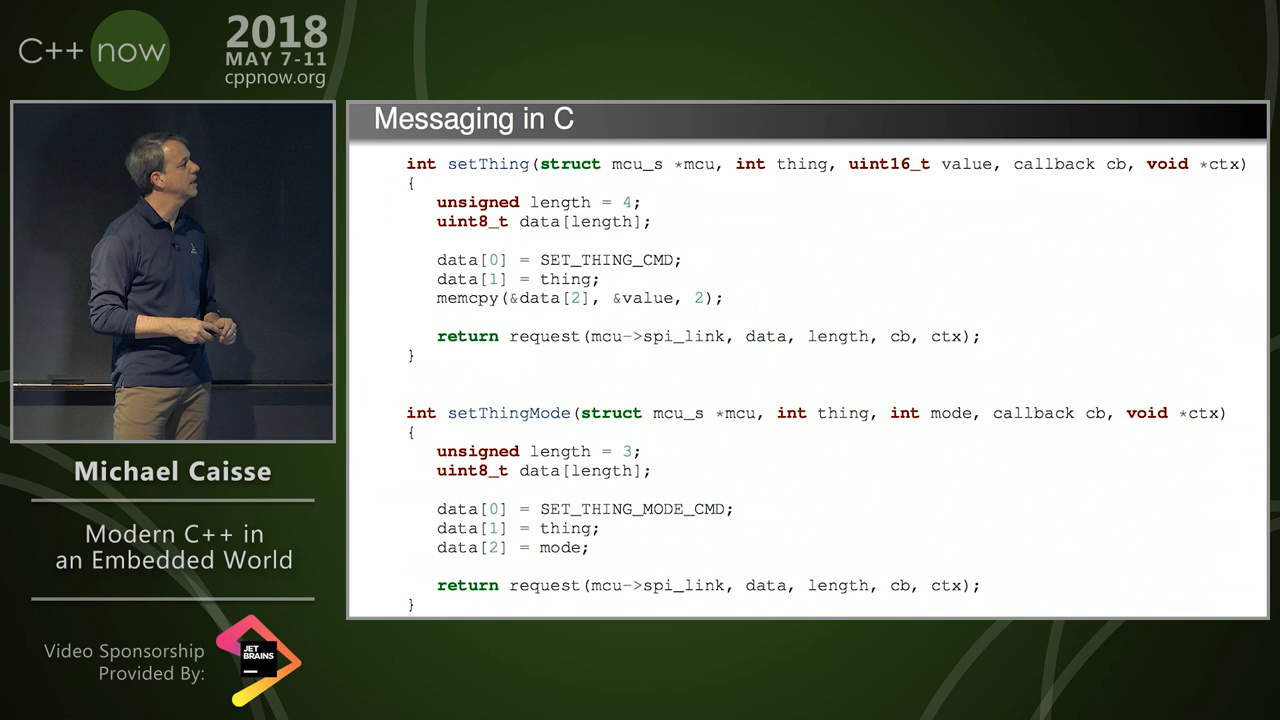 C++ now
2018
MAY 7-11
cppnow.org
Messaging in C
int setThing(struct mcu_s *mcu, int thing, uint16_t value, callback cb, void *ctx)
{
unsigned length = 4;
uint8_t data[length];
data[0] = SET_THING_CMD;
data[1] = thing;
memcpy(&data[2], &value, 2);
return request(mcu->spi_link, data, length, cb, ctx);
}
int setThingMode(struct mcu_s *mcu, int thing, int mode, callback cb, void *ctx)
{
unsigned length = 3;
uint8_t data[length];
data[0] = SET_THING_MODE_CMD;
data[1] = thing;
data[2] = mode;
return request(mcu->spi_link, data, length, cb, ctx);
}
Michael Caisse
Modern C++ in
an Embedded World
Video Sponsorship
Provided By:
JET
BRAINS